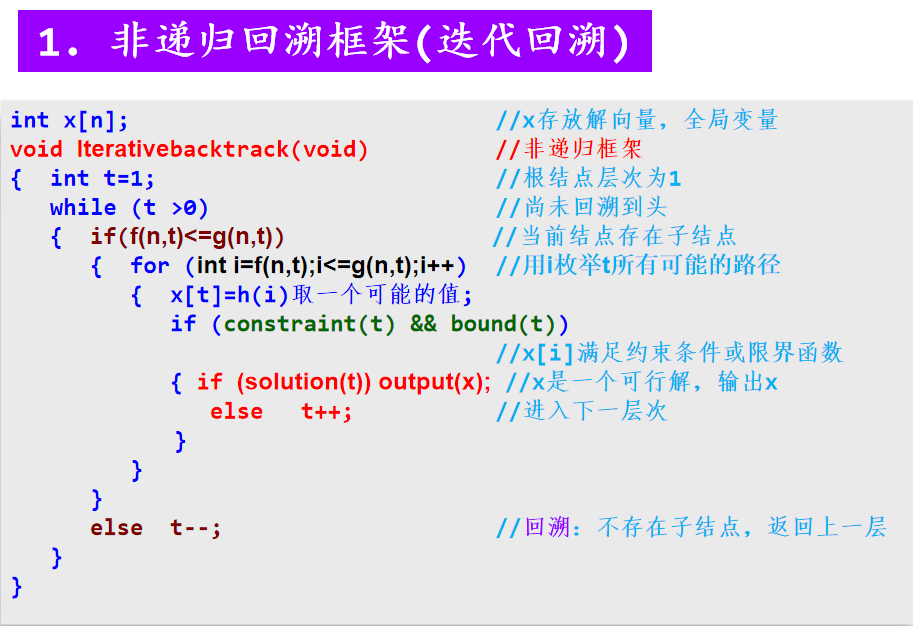 1. 非递归回溯框架(迭代回溯)
int x[n]; //x存放解向量，全局变量
void Iterativebacktrack(void) //非递归框架
{ int t=1; //根结点层次为1
while (t >0) //尚未回溯到头
{ if(f(n,t)<=g(n,t)) //当前结点存在子结点
{ for (int i=f(n,t);i<=g(n,t);i++) //用i枚举t所有可能的路径
{ x[t]=h(i)取一个可能的值;
if (constraint(t) && bound(t))
//x[i]满足约束条件或限界函数
{ if (solution(t)) output(x); //x是一个可行解，输出x
else t++; //进入下一层次
}
}
}
else t--; //回溯：不存在子结点，返回上一层
}
}